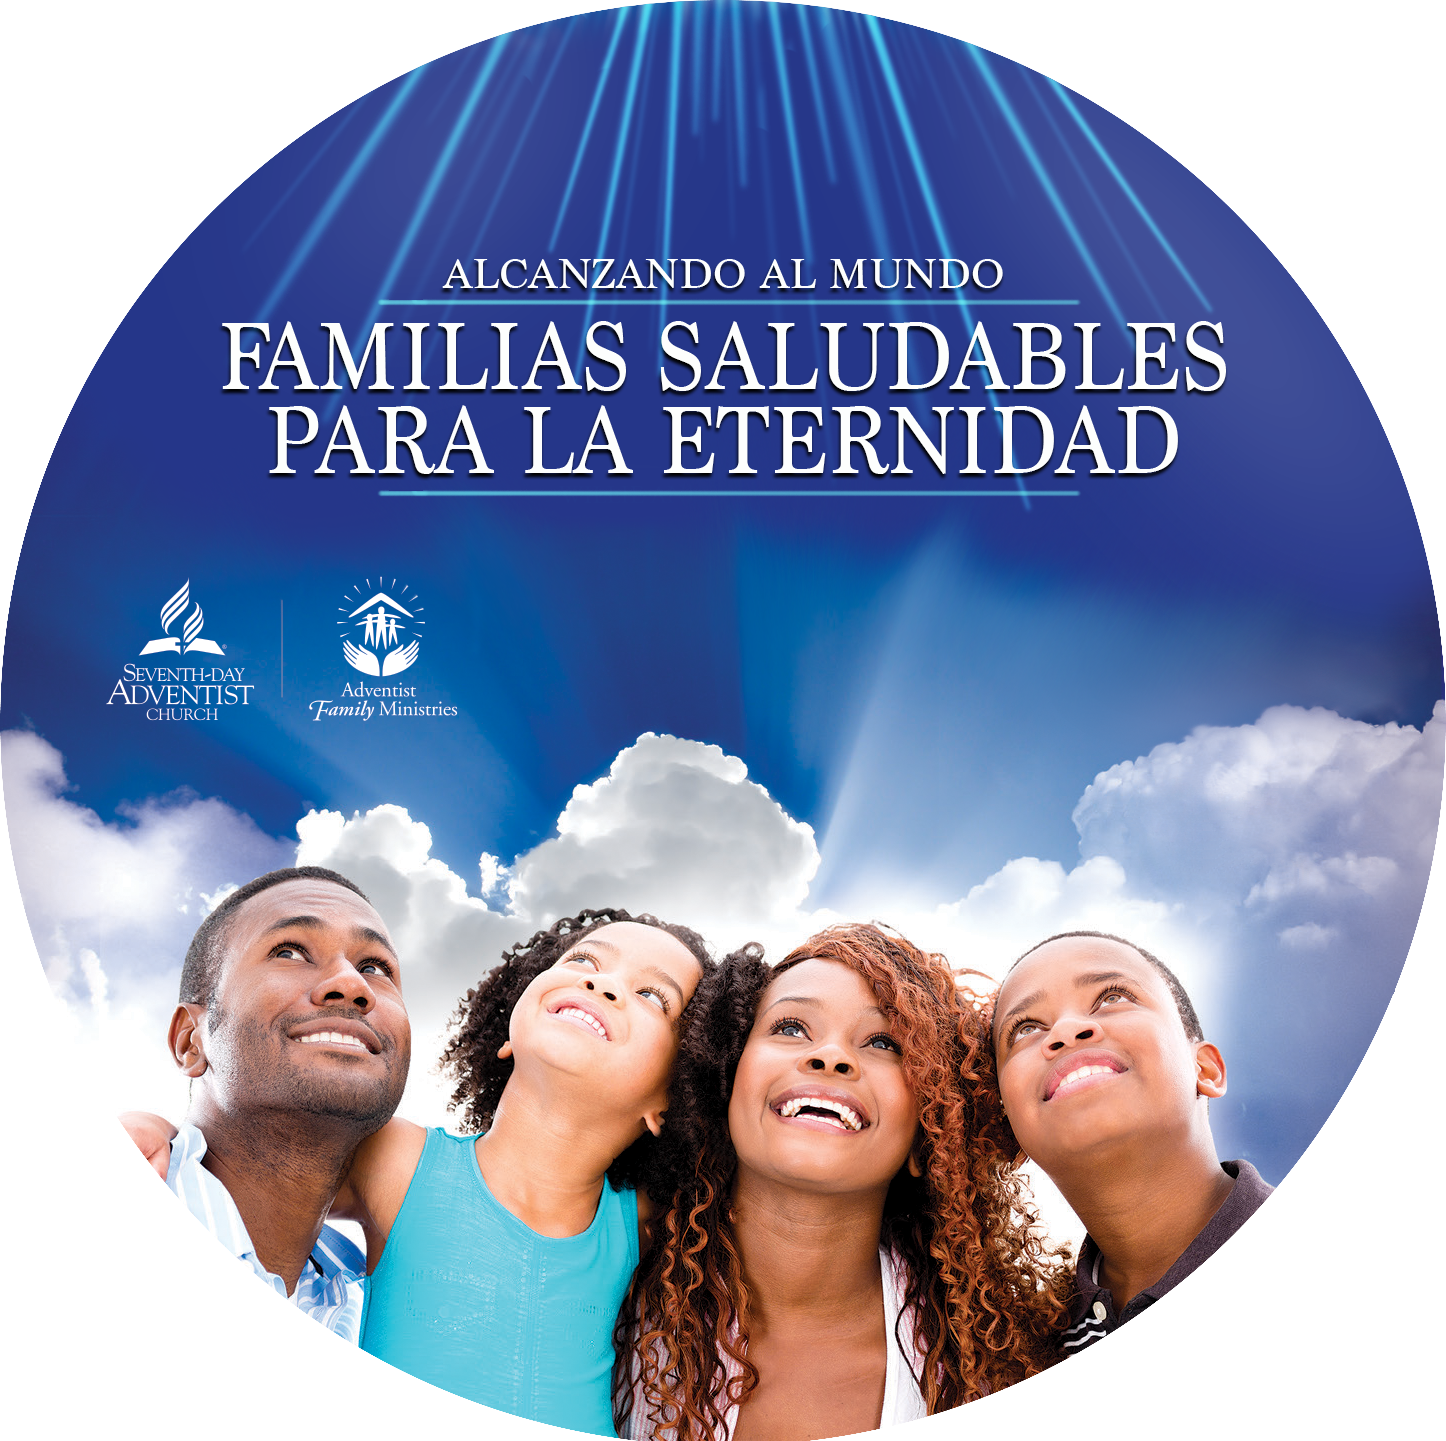 ALCANZANDO AL MUNDO
FAMILIAS SALUDABLES
PARA LA ETERNIDAD
SEVENTH-DAY
ADVENTIST
CHURCH
Adventist
Family Ministries